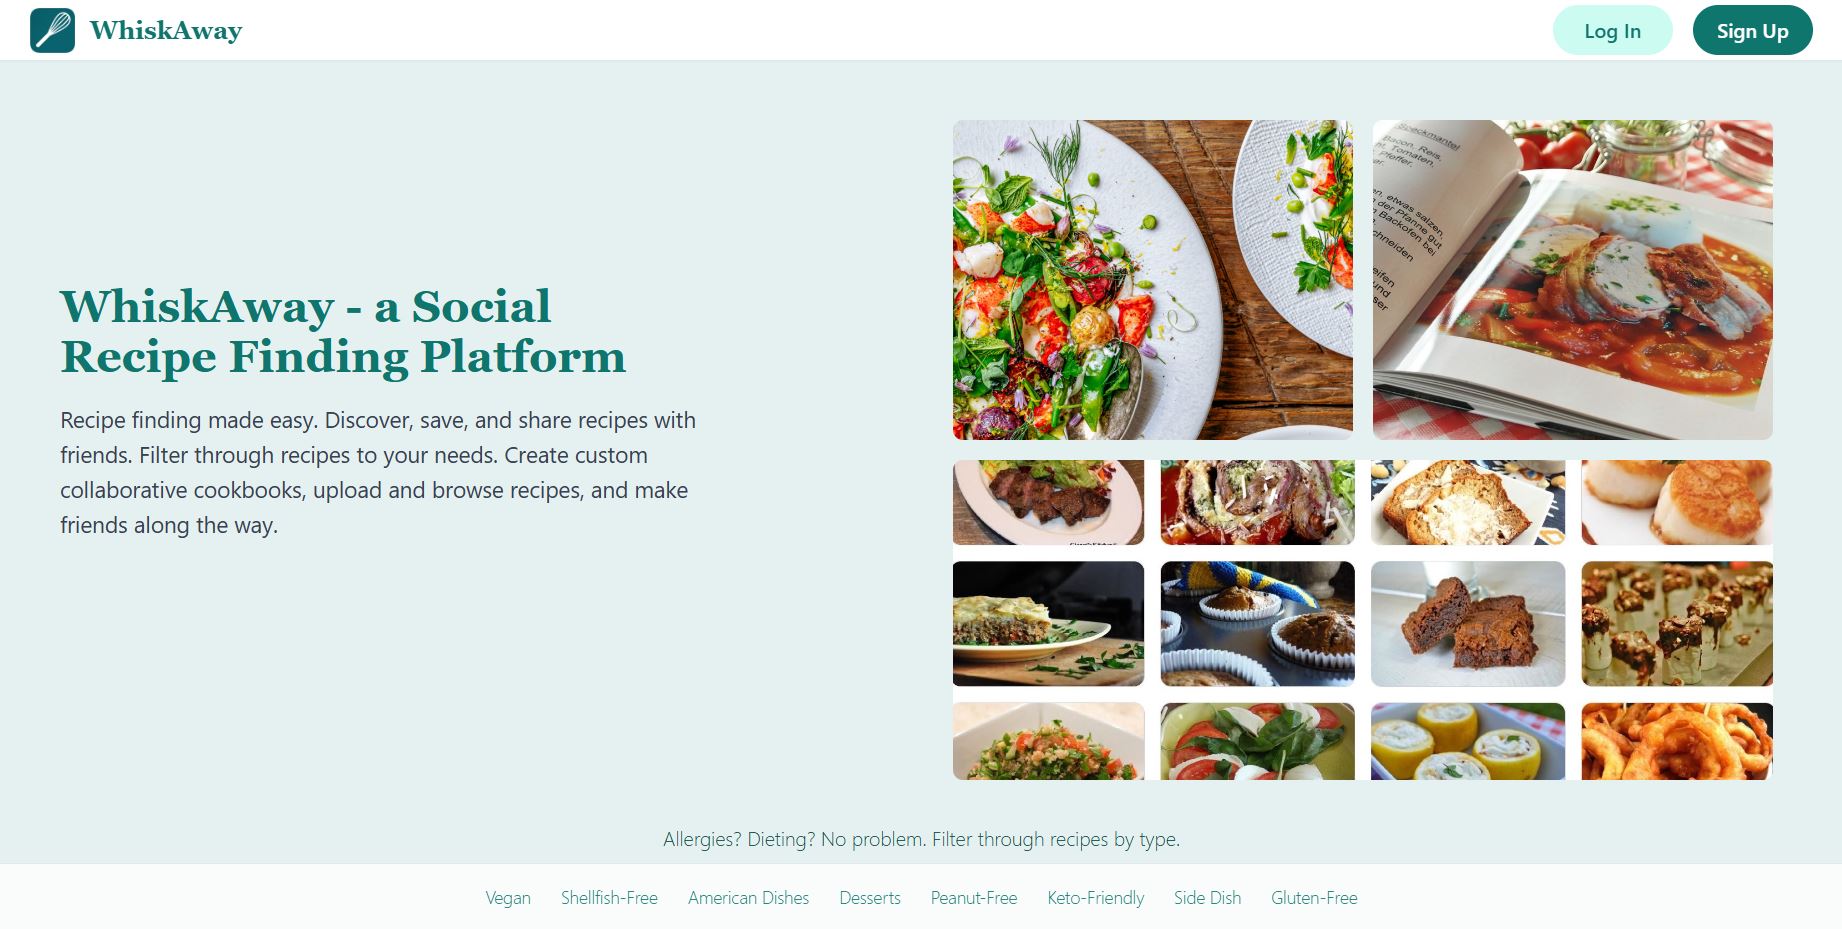 WhiskAway
Log In
Sign Up
WhiskAway - a Social
Recipe Finding Platform
Recipe finding made easy. Discover, save, and share recipes with
friends. Filter through recipes to your needs. Create custom
collaborative cookbooks, upload and browse recipes, and make
friends along the way.
Speckmantel
Bacon, Reis,
Tomaten,
Pfeffer,
etwas salzen,
der Pfanne gut
Backofen bei
chneiden
eifen
und
ser
Allergies? Dieting? No problem. Filter through recipes by type.
Vegan
Shellfish-Free
American Dishes
Desserts
Peanut-Free
Keto-Friendly
Side Dish
Gluten-Free